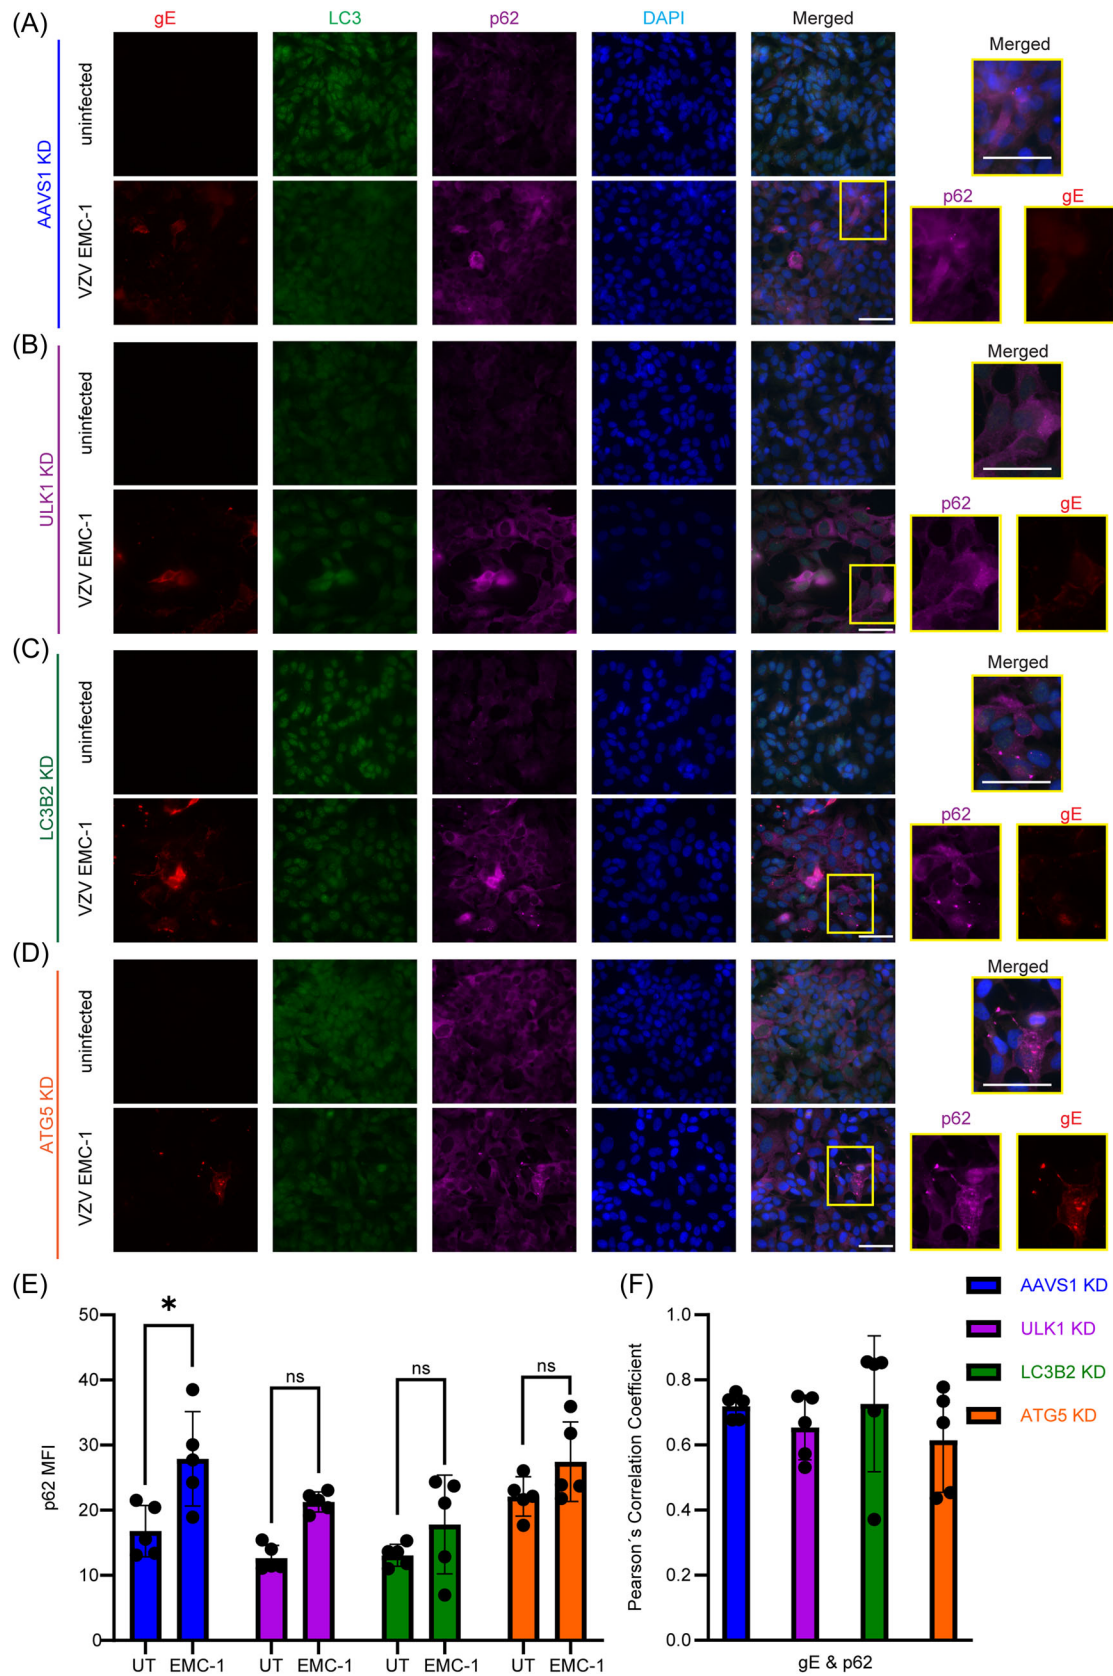 (A)
gE LC3 p62 DAPI Merged
AAVS1 KD
uninfected
VZV EMC-1
Merged
p62 gE
(B)
ULK1 KD
uninfected
VZV EMC-1
Merged
p62 gE
(C)
LC3B2 KD
uninfected
VZV EMC-1
Merged
p62 gE
(D)
ATG5 KD
uninfected
VZV EMC-1
Merged
p62 gE
(E)
p62 MFI
50
40
30
20
10
0
* ns ns ns
UT EMC-1 UT EMC-1 UT EMC-1 UT EMC-1
(F)
Pearson´s Correlation Coefficient
1.0
0.8
0.6
0.4
0.2
0.0
gE & p62
AAVS1 KD
ULK1 KD
LC3B2 KD
ATG5 KD